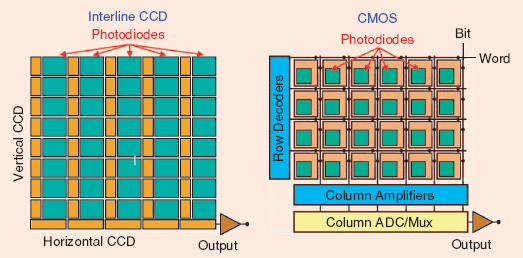 Interline CCD
Photodiodes
Vertical CCD
Horizontal CCD
Output
CMOS
Photodiodes
Bit
Word
Row Decoders
Column Amplifiers
Column ADC/Mux
Output